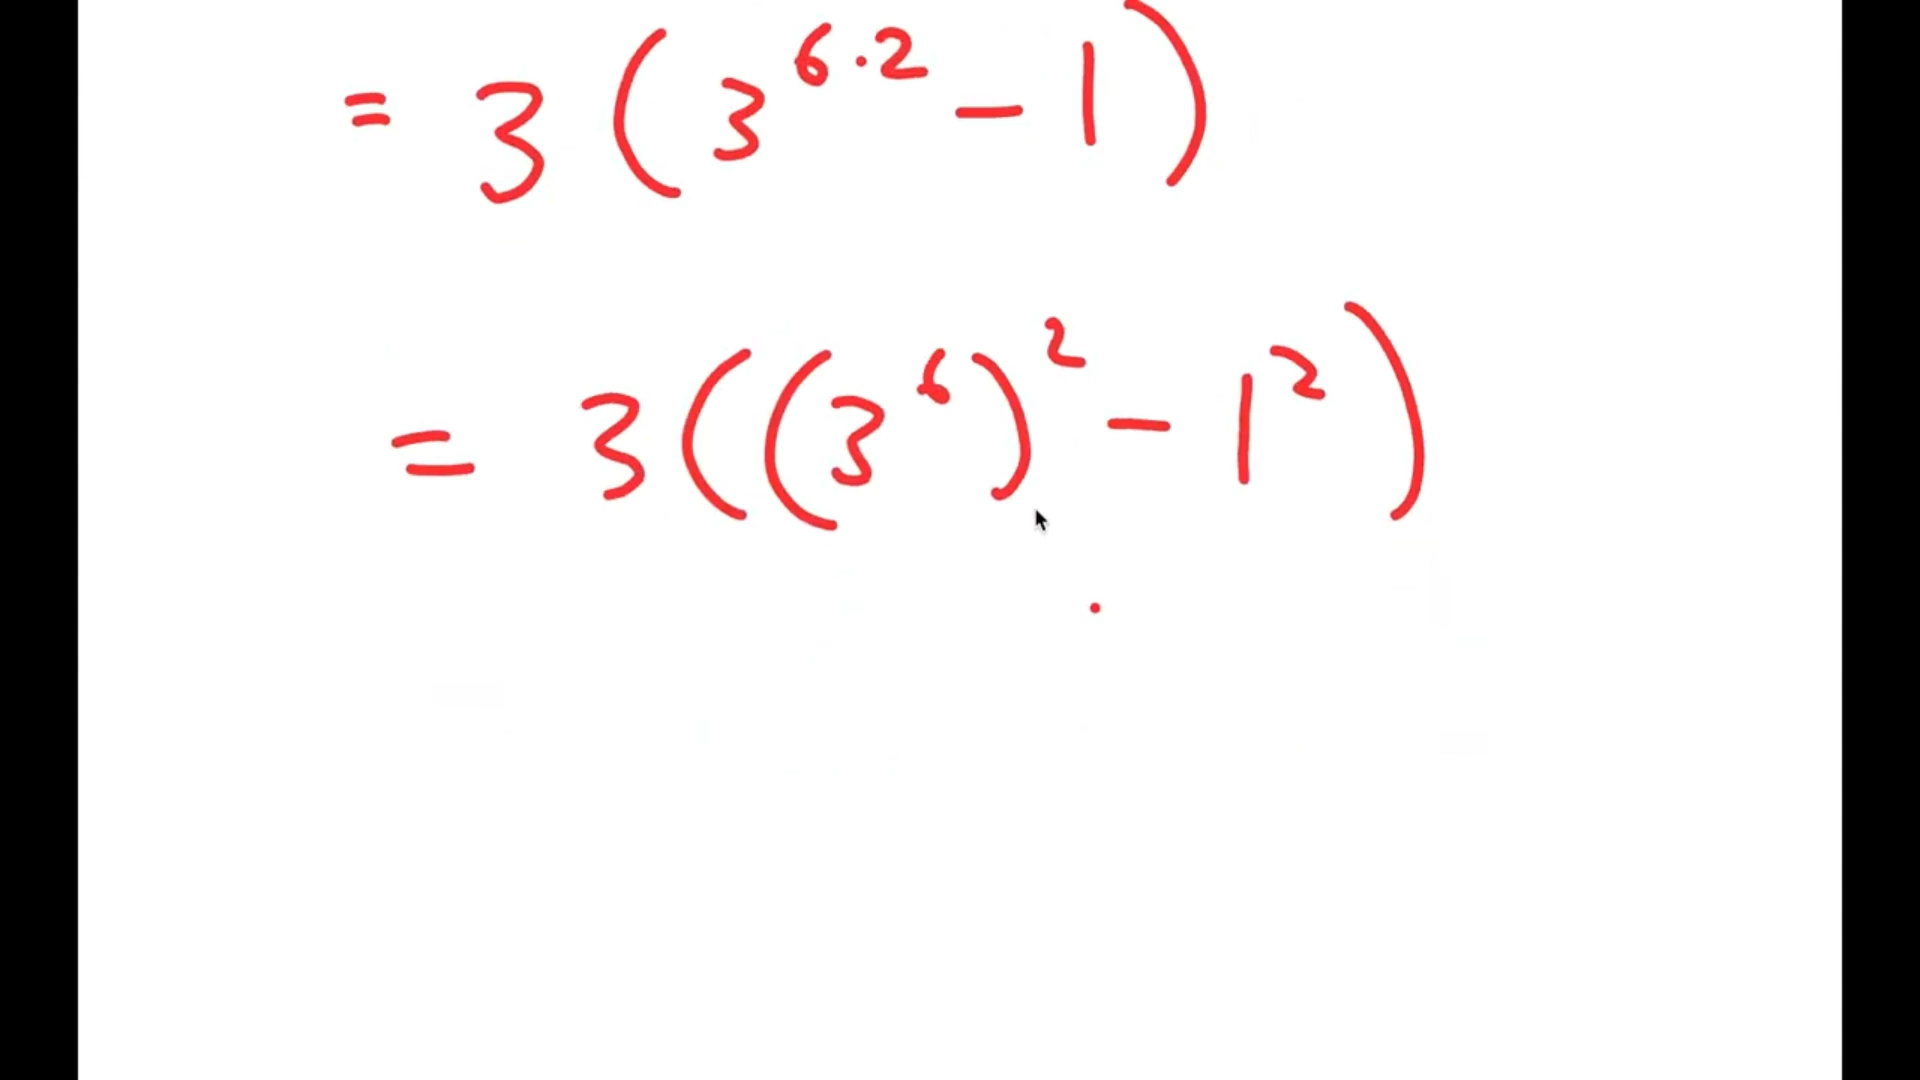 = 3 ( 3^{6·2} − 1 )
= 3 ( ( 3^6 )^2 − 1^2 )